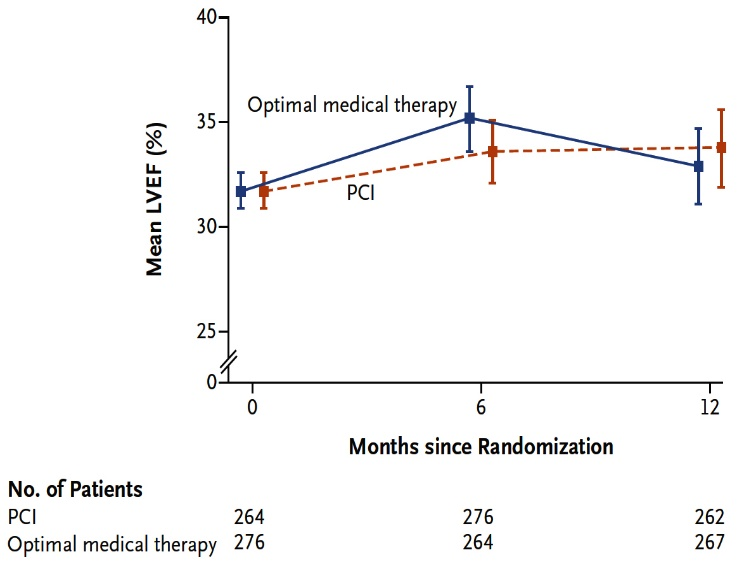 40
Optimal medical therapy
35
PCI
30
25
0
Mean LVEF (%)
0 6 12
Months since Randomization
No. of Patients
PCI 264 276 262
Optimal medical therapy 276 264 267